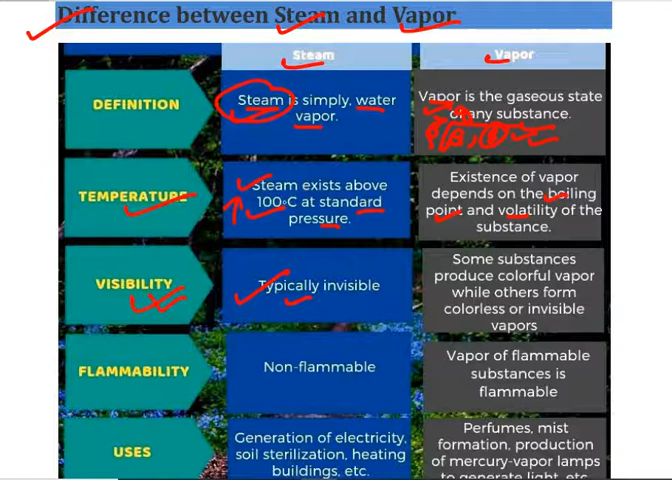 Difference between Steam and Vapor
Steam
Vapor
DEFINITION
Steam is simply, water
vapor.
Vapor is the gaseous state
of any substance.
TEMPERATURE
Steam exists above
100°C at standard
pressure.
Existence of vapor
depends on the boiling
point and volatility of the
substance.
VISIBILITY
Typically invisible
Some substances
produce colorful vapor
while others form
colorless or invisible
vapors
FLAMMABILITY
Non-flammable
Vapor of flammable
substances is
flammable
USES
Generation of electricity,
soil sterilization, heating
buildings, etc.
Perfumes, mist
formation, production
of mercury-vapor lamps
to generate light, etc